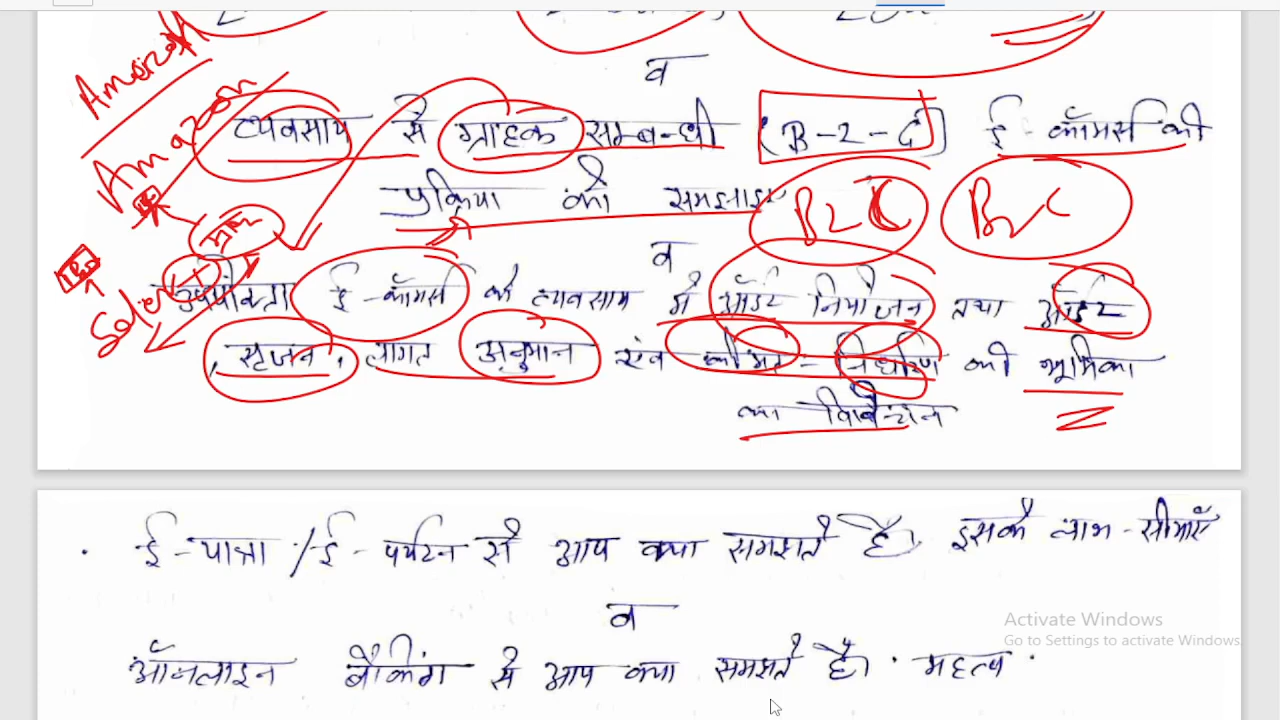 व
Amazon
Amazon
व्यवसाय से ग्राहक सम्बन्धी (B-2-C) ई-कॉमर्स की
प्रक्रिया को समझाइए
B2C B2C
व
Seler
उपभोक्ता ई-कॉमर्स के व्यवसाय में ऑर्डर नियोजन तथा ऑर्डर
सृजन, लागत अनुमान एंव कीमत-निर्धारण की भूमिका
का विवेचन
. ई-यात्रा / ई-पर्यटन से आप क्या समझते है। इसके लाभ-सीमाएँ
व
ऑनलाइन बैंकिंग से आप क्या समझते है। महत्व
Activate Windows
Go to Settings to activate Windows.